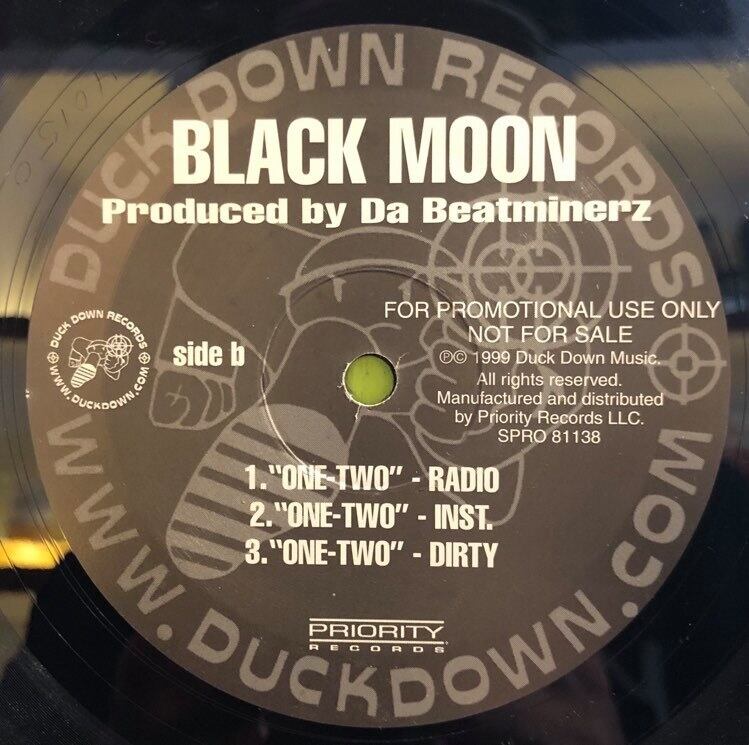 DUCK DOWN RECORDS
BLACK MOON
Produced by Da Beatminerz
FOR PROMOTIONAL USE ONLY
NOT FOR SALE
℗© 1999 Duck Down Music.
All rights reserved.
Manufactured and distributed
by Priority Records LLC.
SPRO 81138
DUCK DOWN RECORDS
WWW.DUCKDOWN.COM
side b
1."ONE-TWO" - RADIO
2."ONE-TWO" - INST.
3."ONE-TWO" - DIRTY
PRIORITY
RECORDS
WWW.DUCKDOWN.COM